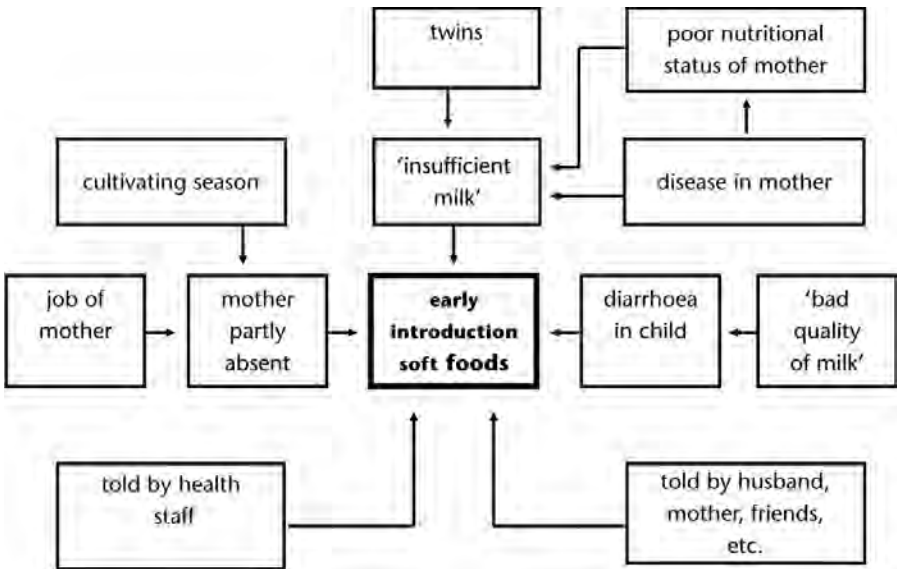 twins
poor nutritional
status of mother
cultivating season
‘insufficient
milk’
disease in mother
job of
mother
mother
partly
absent
early
introduction
soft foods
diarrhoea
in child
‘bad
quality
of milk’
told by health
staff
told by husband,
mother, friends,
etc.